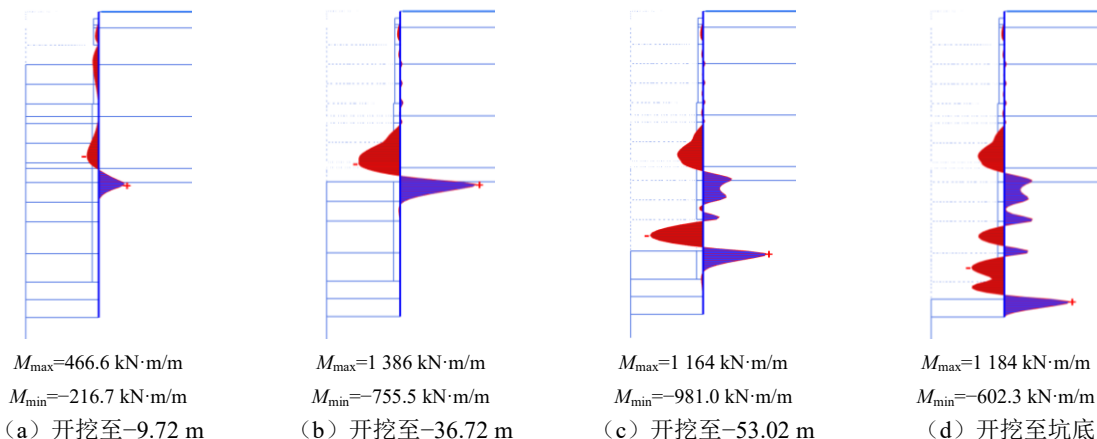 Mmax=466.6 kN·m/m
Mmin=−216.7 kN·m/m
（a）开挖至−9.72 m
Mmax=1 386 kN·m/m
Mmin=−755.5 kN·m/m
（b）开挖至−36.72 m
Mmax=1 164 kN·m/m
Mmin=−981.0 kN·m/m
（c）开挖至−53.02 m
Mmax=1 184 kN·m/m
Mmin=−602.3 kN·m/m
（d）开挖至坑底